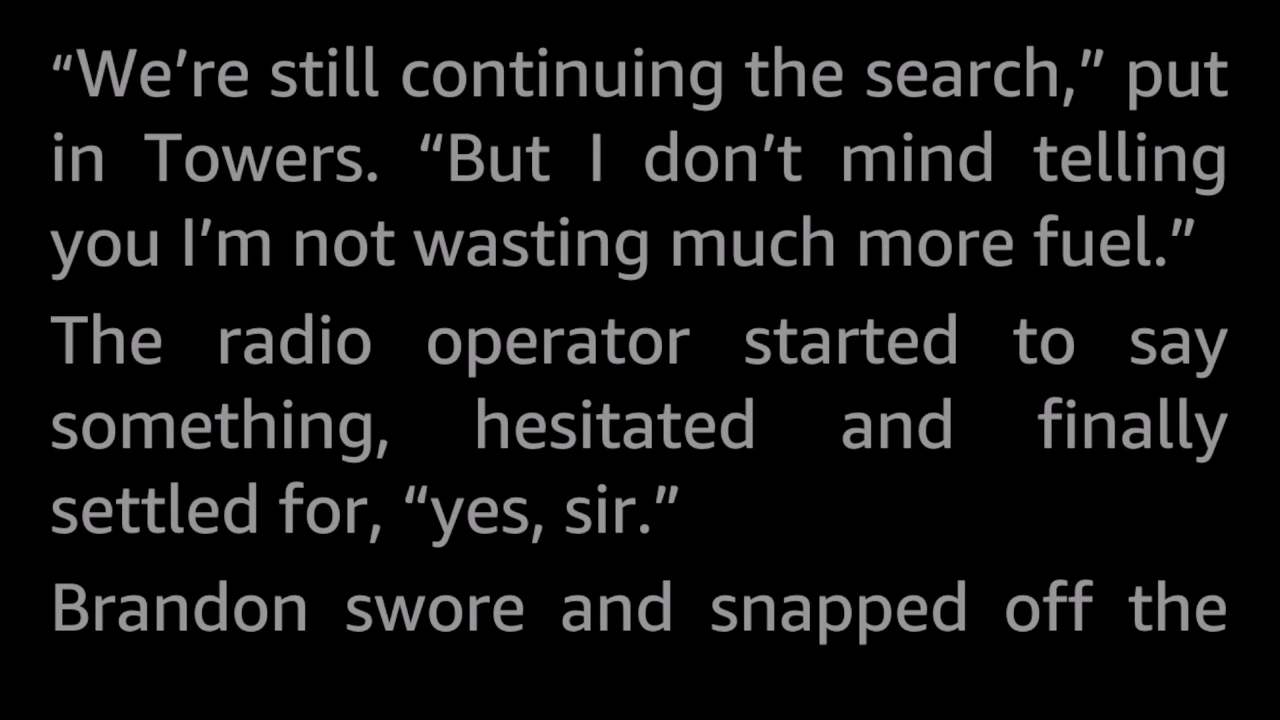 “We’re still continuing the search,” put
in Towers. “But I don’t mind telling
you I’m not wasting much more fuel.”
The radio operator started to say
something, hesitated and finally
settled for, “yes, sir.”
Brandon swore and snapped off the